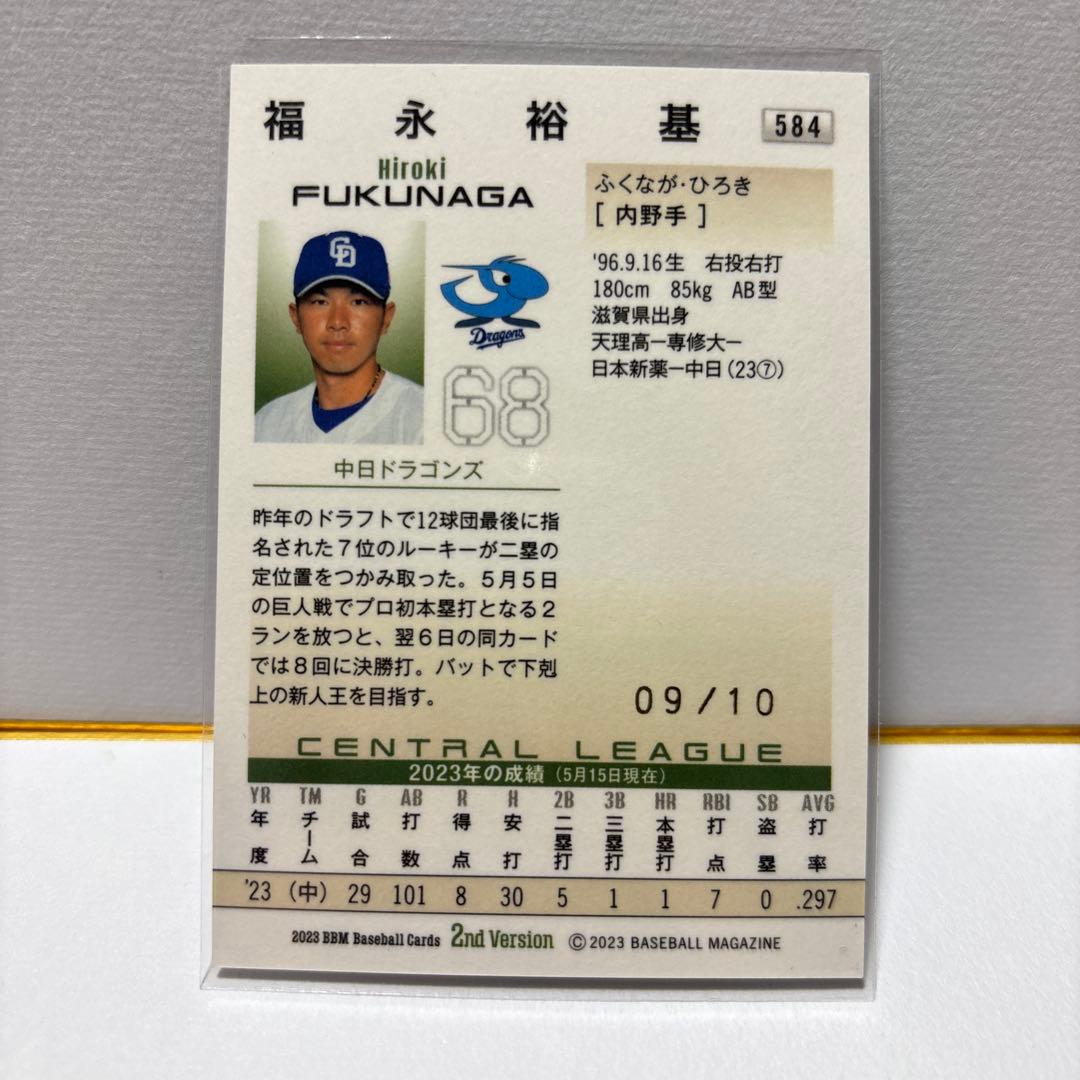 福永裕基 584
Hiroki
FUKUNAGA
ふくなが・ひろき
[ 内野手 ]
CD
'96.9.16生 右投右打
180cm 85kg AB型
滋賀県出身
天理高ー専修大ー
日本新薬ー中日(23⑦)
Dragons
68
中日ドラゴンズ
昨年のドラフトで12球団最後に指
名された7位のルーキーが二塁の
定位置をつかみ取った。5月5日
の巨人戦でプロ初本塁打となる2
ランを放つと、翌6日の同カード
では8回に決勝打。バットで下剋
上の新人王を目指す。
09/10
CENTRAL LEAGUE
2023年の成績(5月15日現在)
YR TM G AB R H 2B 3B HR RBI SB AVG
年度 チーム 試合 打数 得点 安打 二塁打 三塁打 本塁打 打点 盗塁 打率
'23 (中) 29 101 8 30 5 1 1 7 0 .297
2023 BBM Baseball Cards 2nd Version ©2023 BASEBALL MAGAZINE